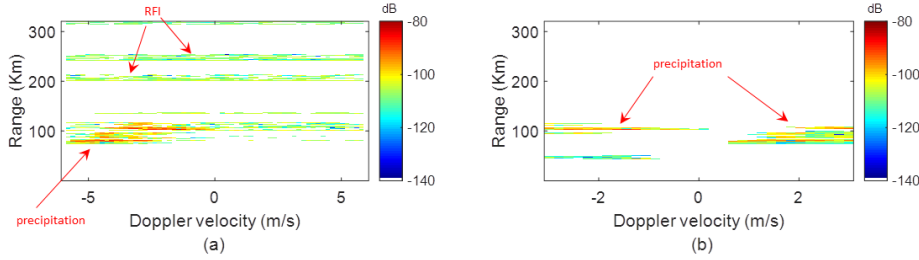 RFI
dB
-80
-100
-120
-140
300
200
100
Range (Km)
-5
0
5
Doppler velocity (m/s)
precipitation
(a)
dB
-80
-100
-120
-140
300
200
100
Range (Km)
precipitation
-2
0
2
Doppler velocity (m/s)
(b)